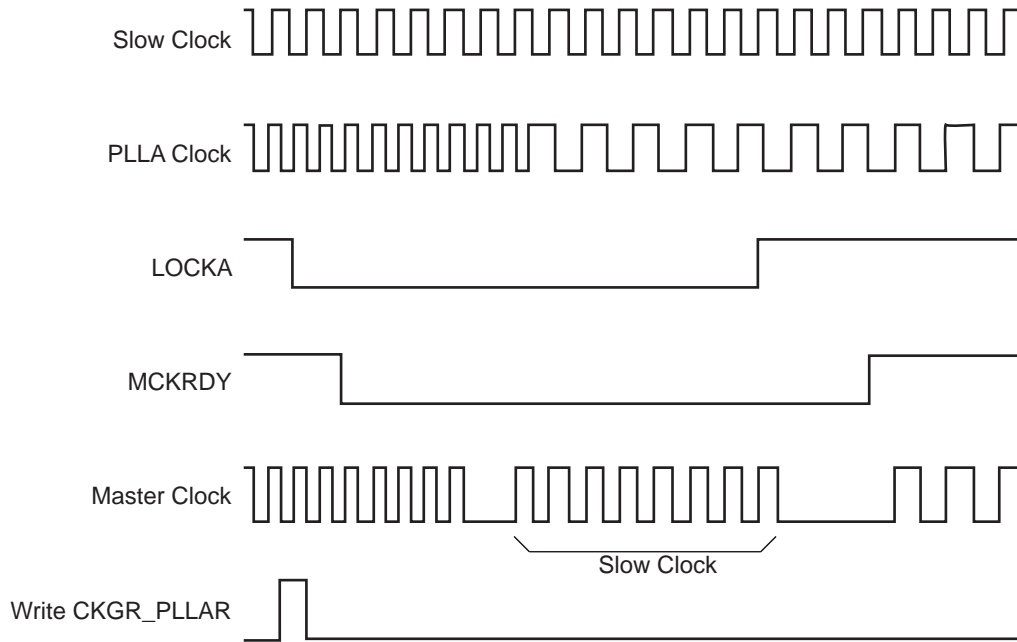 Slow Clock
PLLA Clock
LOCKA
MCKRDY
Master Clock
Slow Clock
Write CKGR_PLLAR